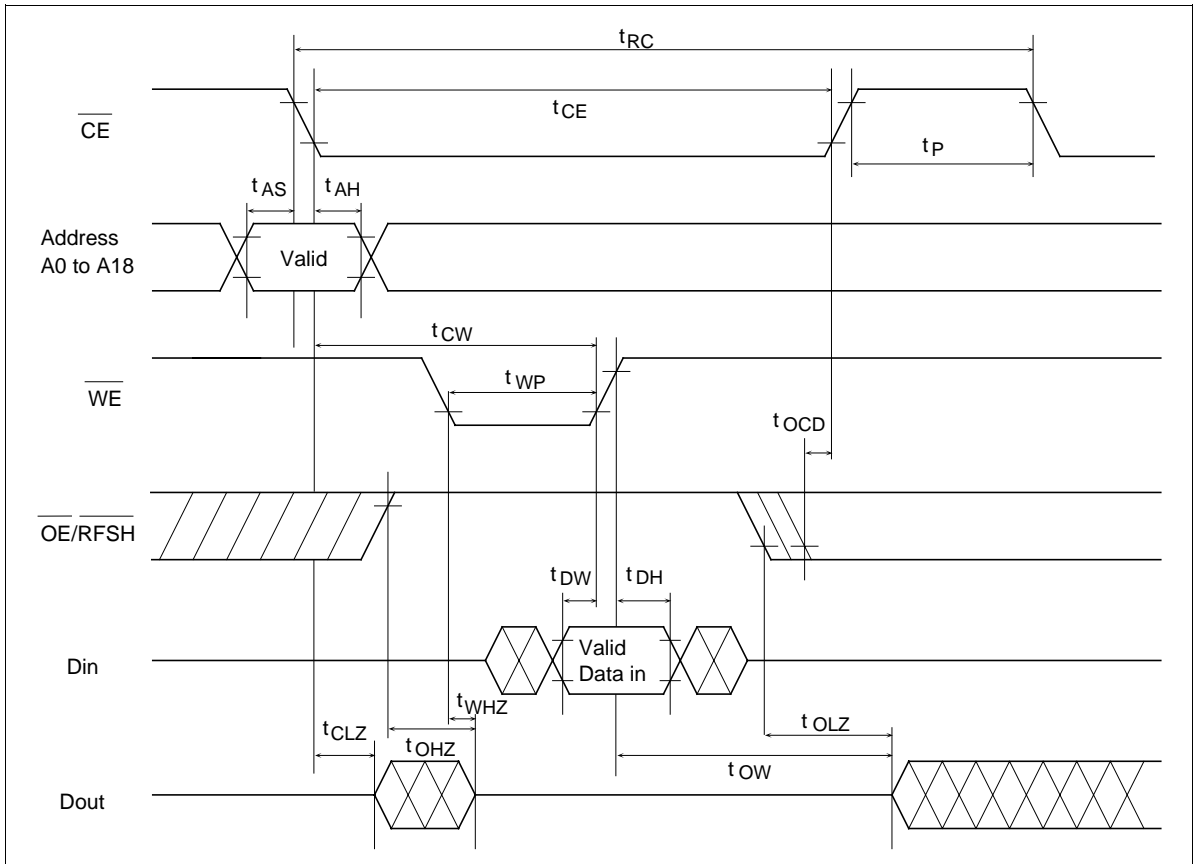 tRC
tCE
CE
tP
tAS
tAH
Address
A0 to A18
Valid
tCW
WE
tWP
tOCD
OE/RFSH
tDW
tDH
Valid
Data in
Din
tWHZ
tCLZ
tOHZ
tOLZ
tOW
Dout